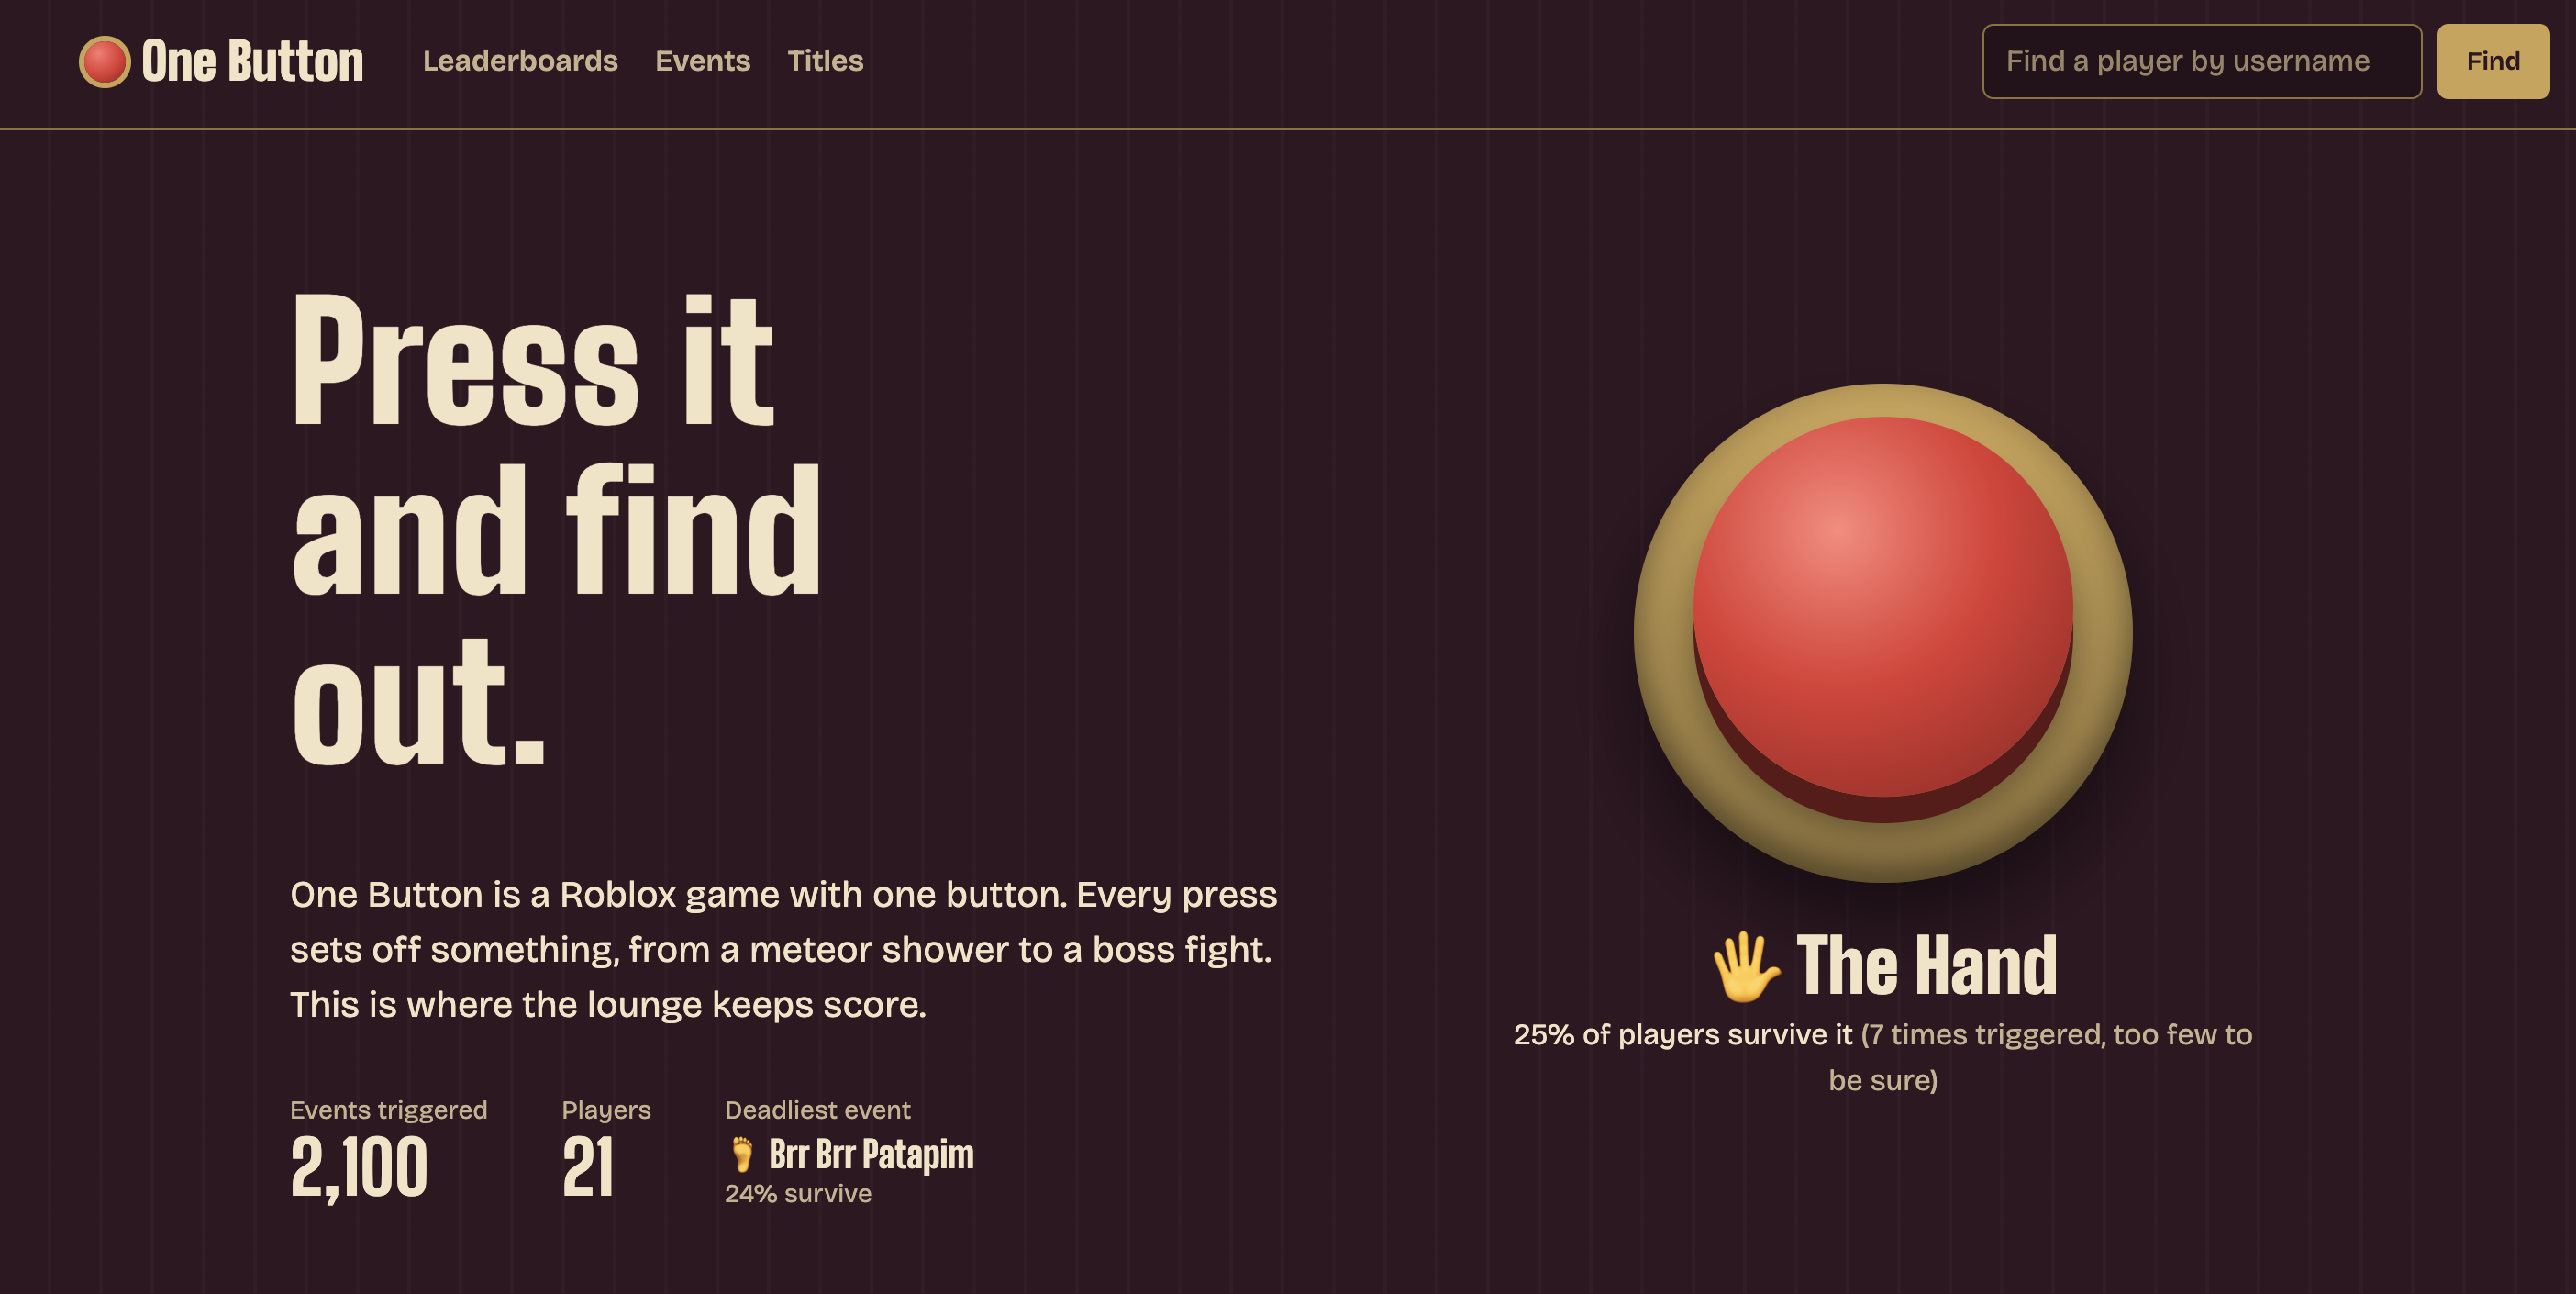 One Button
Leaderboards
Events
Titles
Find a player by username
Find
Press it
and find
out.
One Button is a Roblox game with one button. Every press
sets off something, from a meteor shower to a boss fight.
This is where the lounge keeps score.
Events triggered
2,100
Players
21
Deadliest event
🦶 Brr Brr Patapim
24% survive
🖐 The Hand
25% of players survive it (7 times triggered, too few to
be sure)